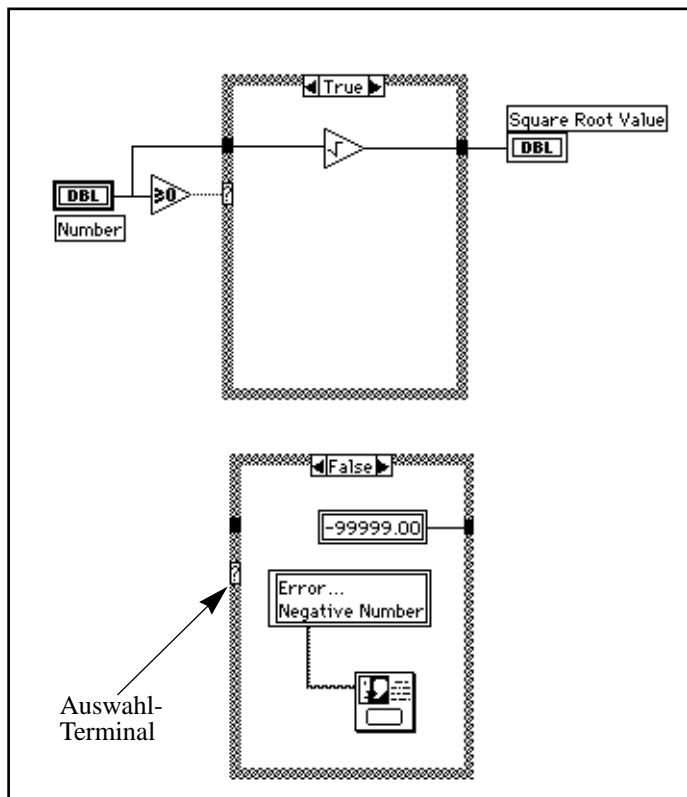 True
Square Root Value
DBL
DBL
≥0
?
Number
False
-99999.00
?
Error...
Negative Number
Auswahl-
Terminal